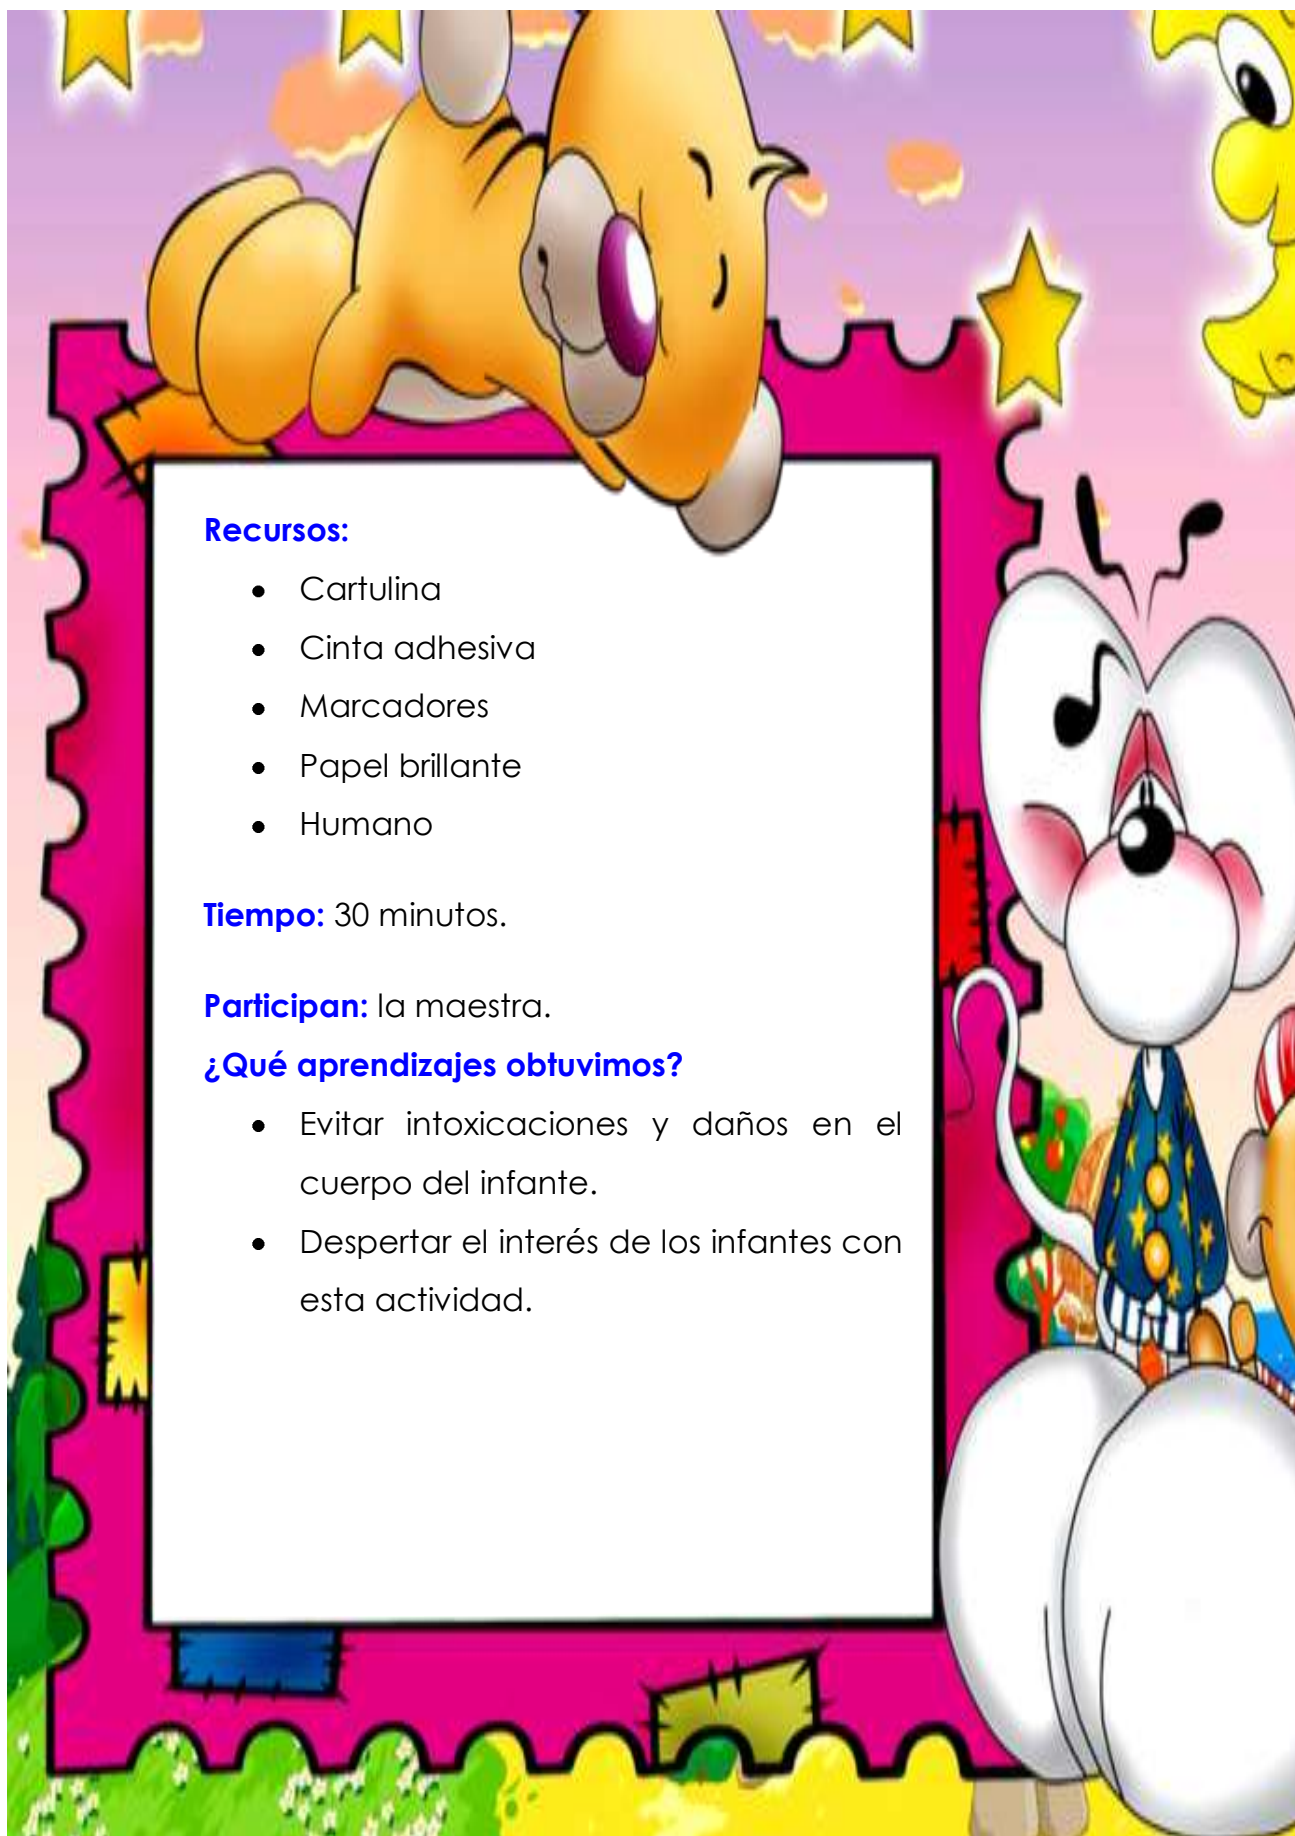 Recursos:
• Cartulina
• Cinta adhesiva
• Marcadores
• Papel brillante
• Humano
Tiempo: 30 minutos.
Participan: la maestra.
¿Qué aprendizajes obtuvimos?
• Evitar intoxicaciones y daños en el
cuerpo del infante.
• Despertar el interés de los infantes con
esta actividad.